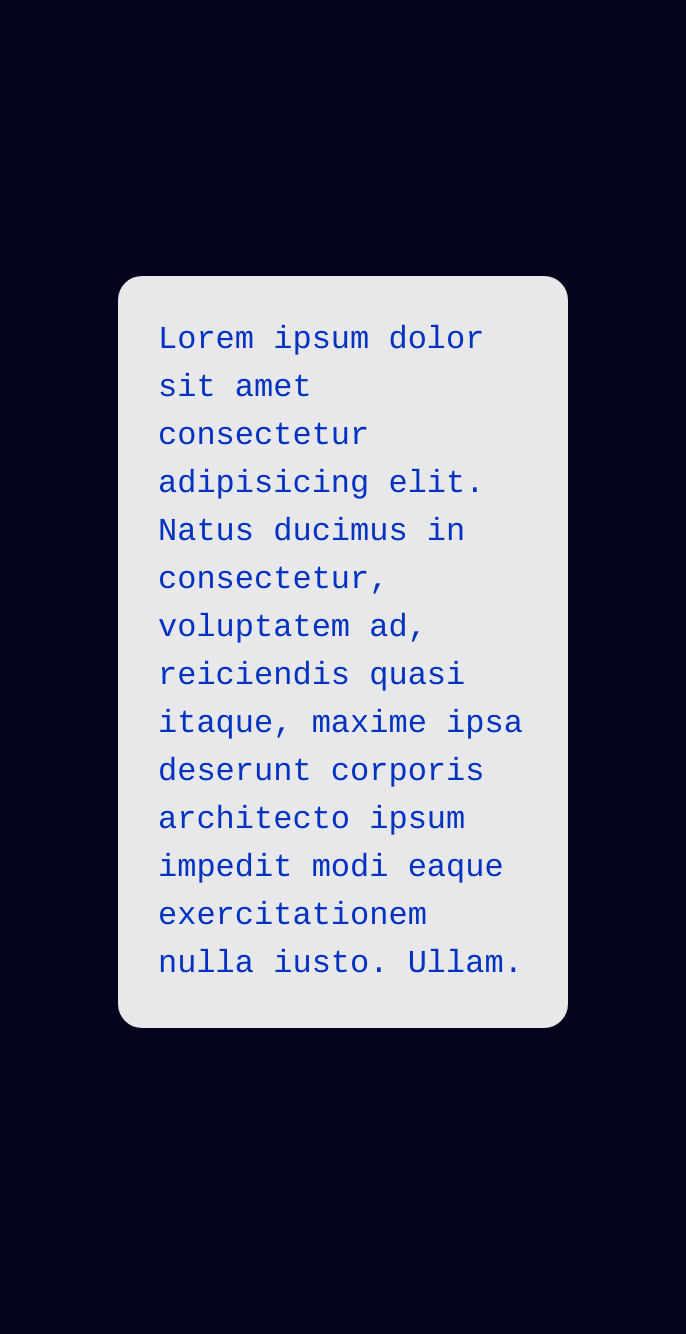 Lorem ipsum dolor
sit amet
consectetur
adipisicing elit.
Natus ducimus in
consectetur,
voluptatem ad,
reiciendis quasi
itaque, maxime ipsa
deserunt corporis
architecto ipsum
impedit modi eaque
exercitationem
nulla iusto. Ullam.